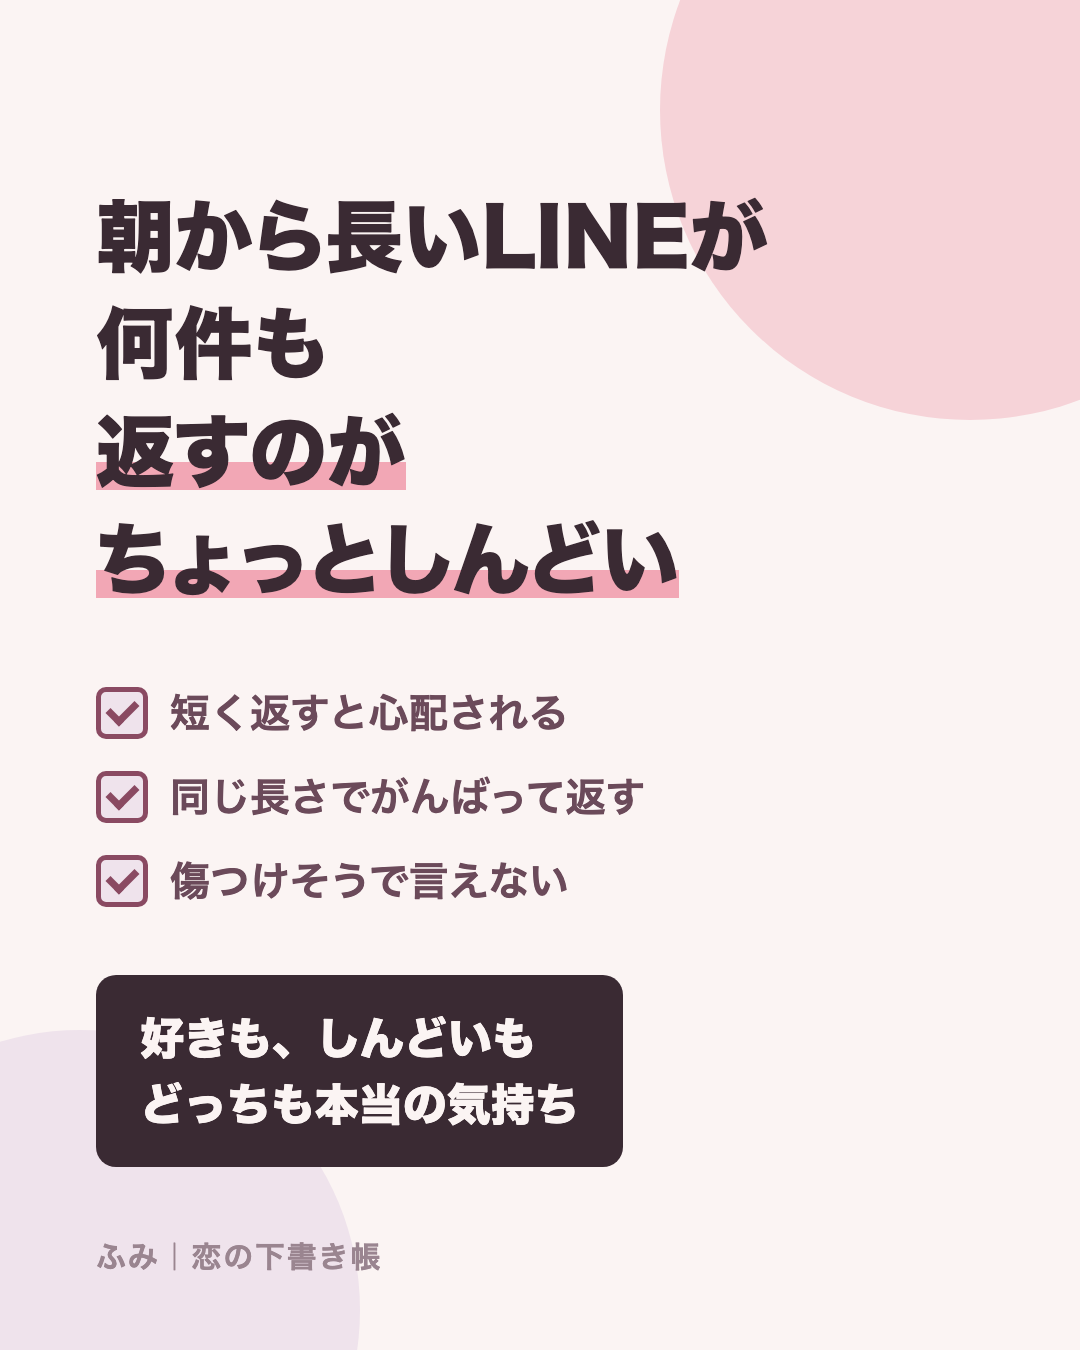 朝から長いLINEが
何件も
返すのが
ちょっとしんどい
短く返すと心配される
同じ長さでがんばって返す
傷つけそうで言えない
好きも、しんどいも
どっちも本当の気持ち
ふみ｜恋の下書き帳